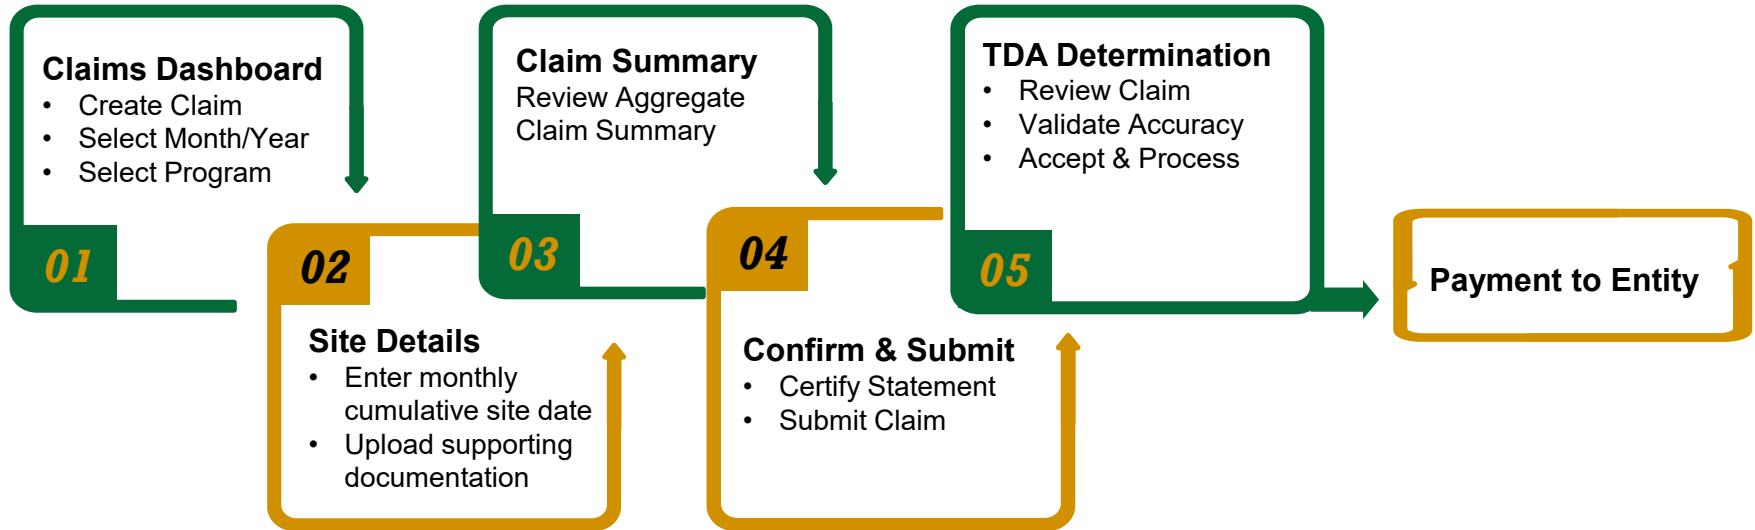 Claims Dashboard
• Create Claim
• Select Month/Year
• Select Program
01
02
Site Details
• Enter monthly
cumulative site date
• Upload supporting
documentation
Claim Summary
Review Aggregate
Claim Summary
03
04
Confirm & Submit
• Certify Statement
• Submit Claim
TDA Determination
• Review Claim
• Validate Accuracy
• Accept & Process
05
Payment to Entity